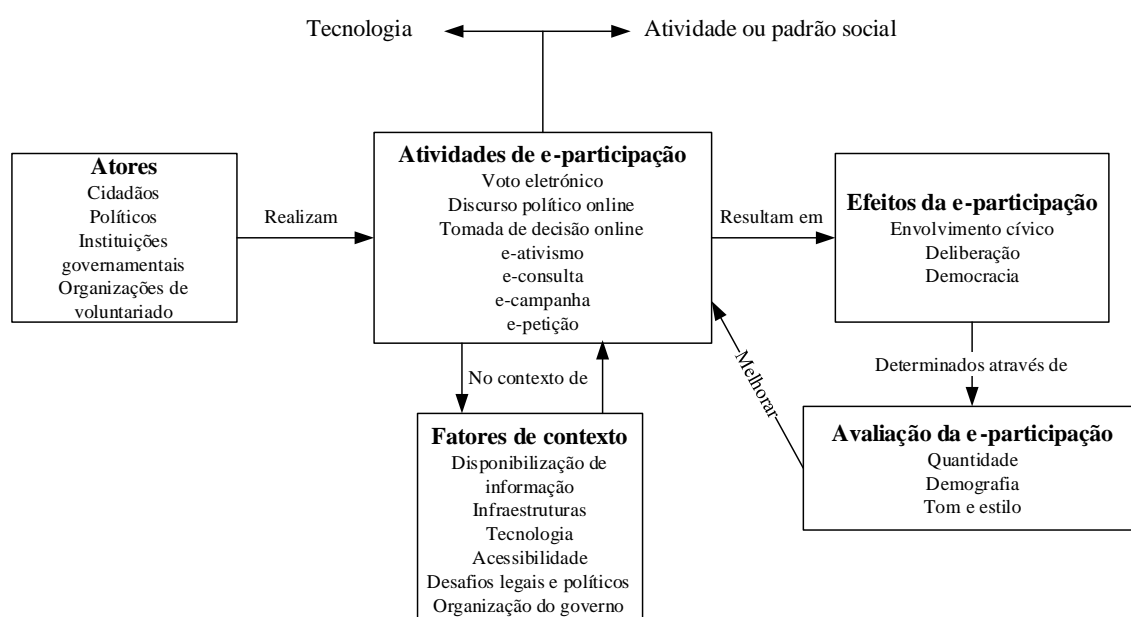 Tecnologia
Atividade ou padrão social
Atores
Cidadãos
Políticos
Instituições
governamentais
Organizações de
voluntariado
Realizam
Atividades de e-participação
Voto eletrónico
Discurso político online
Tomada de decisão online
e-ativismo
e-consulta
e-campanha
e-petição
Resultam em
Efeitos da e-participação
Envolvimento cívico
Deliberação
Democracia
No contexto de
Melhorar
Determinados através de
Fatores de contexto
Disponibilização de
informação
Infraestruturas
Tecnologia
Acessibilidade
Desafios legais e políticos
Organização do governo
Avaliação da e-participação
Quantidade
Demografia
Tom e estilo